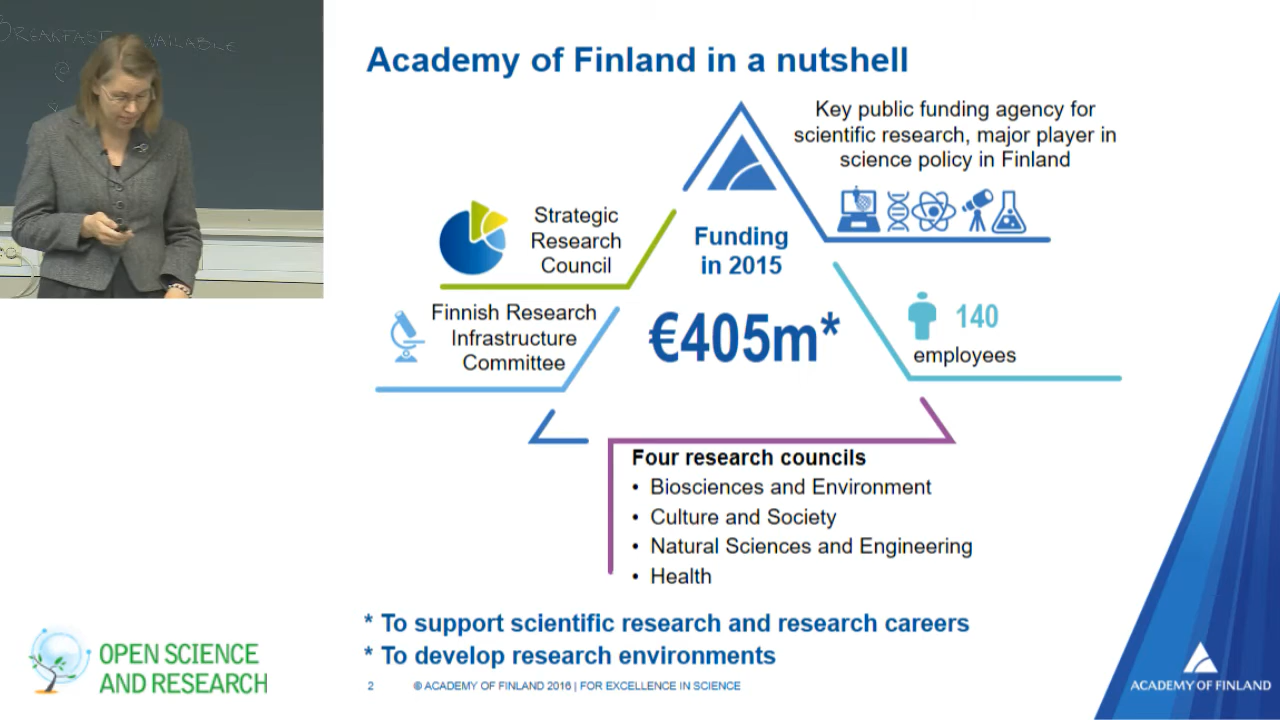 BREAKFAST AVAILABLE
Academy of Finland in a nutshell
Key public funding agency for
scientific research, major player in
science policy in Finland
Strategic
Research
Council
Funding
in 2015
€405m*
Finnish Research
Infrastructure
Committee
140
employees
Four research councils
• Biosciences and Environment
• Culture and Society
• Natural Sciences and Engineering
• Health
* To support scientific research and research careers
* To develop research environments
OPEN SCIENCE
AND RESEARCH
2 © ACADEMY OF FINLAND 2016 | FOR EXCELLENCE IN SCIENCE
ACADEMY OF FINLAND